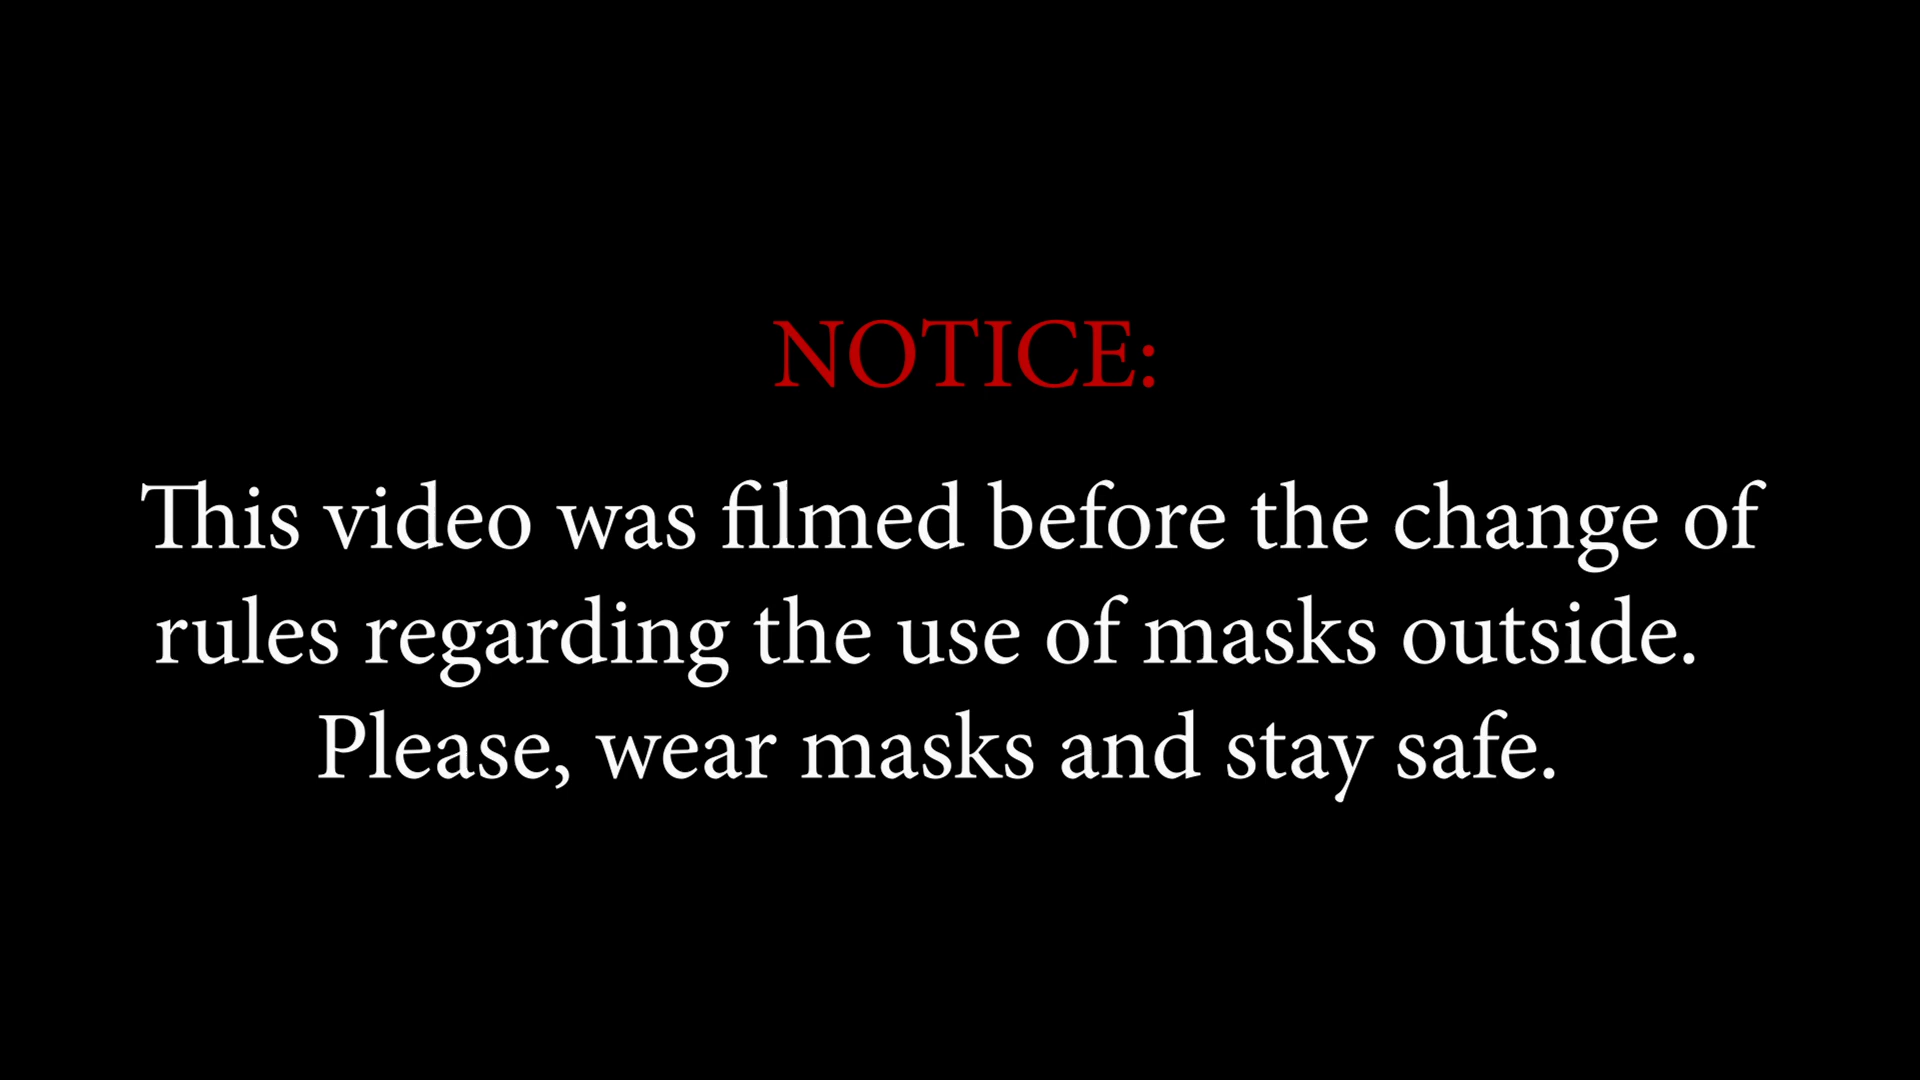 NOTICE:
This video was filmed before the change of
rules regarding the use of masks outside.
Please, wear masks and stay safe.